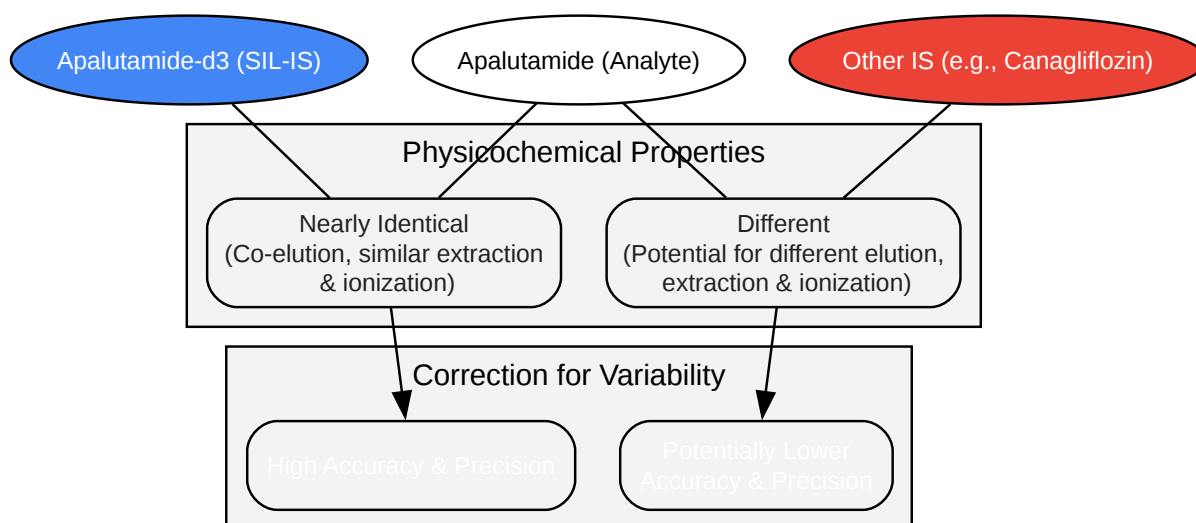 Apalutamide-d3 (SIL-IS)
Apalutamide (Analyte)
Other IS (e.g., Canagliflozin)
Physicochemical Properties
Nearly Identical
(Co-elution, similar extraction
& ionization)
Different
(Potential for different elution,
extraction & ionization)
Correction for Variability
High Accuracy & Precision
Potentially Lower
Accuracy & Precision